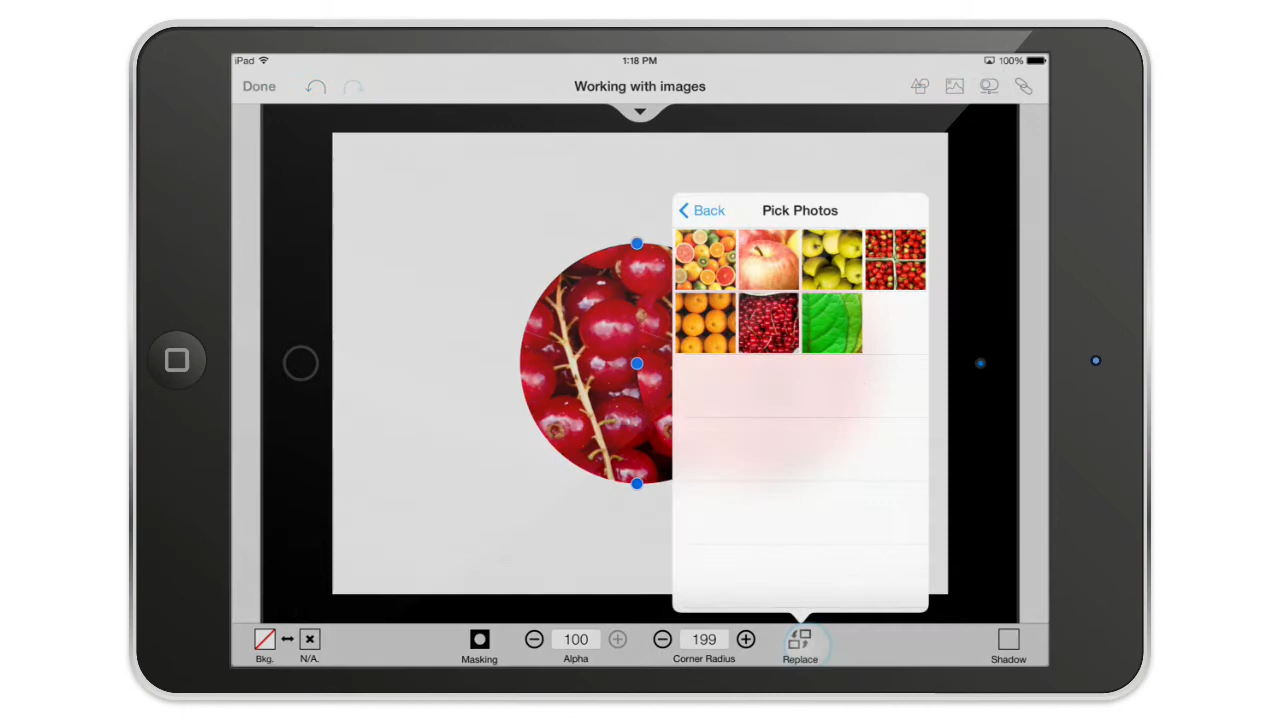 iPad 1:18 PM 100%
Done Working with images
Back Pick Photos
100 199
Bkg. N/A. Masking Alpha Corner Radius Replace Shadow